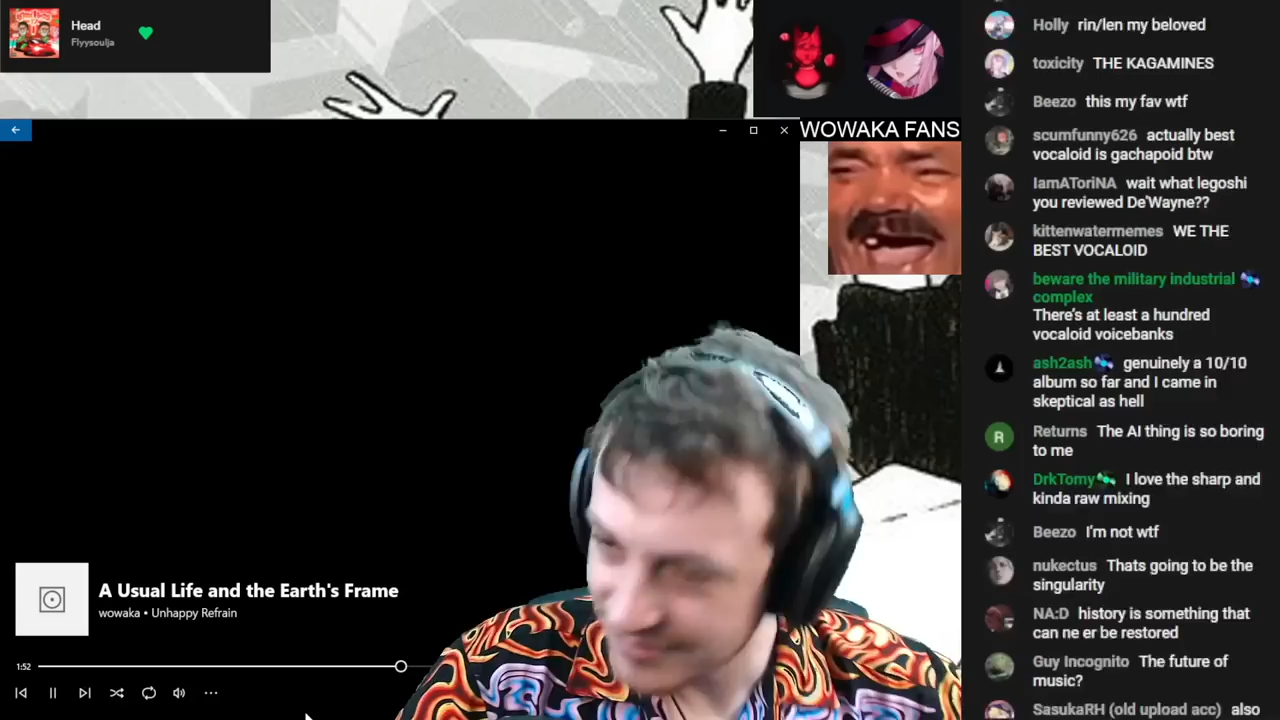 Head
Flyysoulja
WOWAKA FANS
A Usual Life and the Earth's Frame
wowaka • Unhappy Refrain
1:52
Holly rin/len my beloved
toxicity THE KAGAMINES
Beezo this my fav wtf
scumfunny626 actually best
vocaloid is gachapoid btw
IamAToriNA wait what legoshi
you reviewed De'Wayne??
kittenwatermemes WE THE
BEST VOCALOID
beware the military industrial
complex
There's at least a hundred
vocaloid voicebanks
ash2ash genuinely a 10/10
album so far and I came in
skeptical as hell
R
Returns The AI thing is so boring
to me
DrkTomy I love the sharp and
kinda raw mixing
Beezo I'm not wtf
nukectus Thats going to be the
singularity
NA:D history is something that
can ne er be restored
Guy Incognito The future of
music?
SasukaRH (old upload acc) also